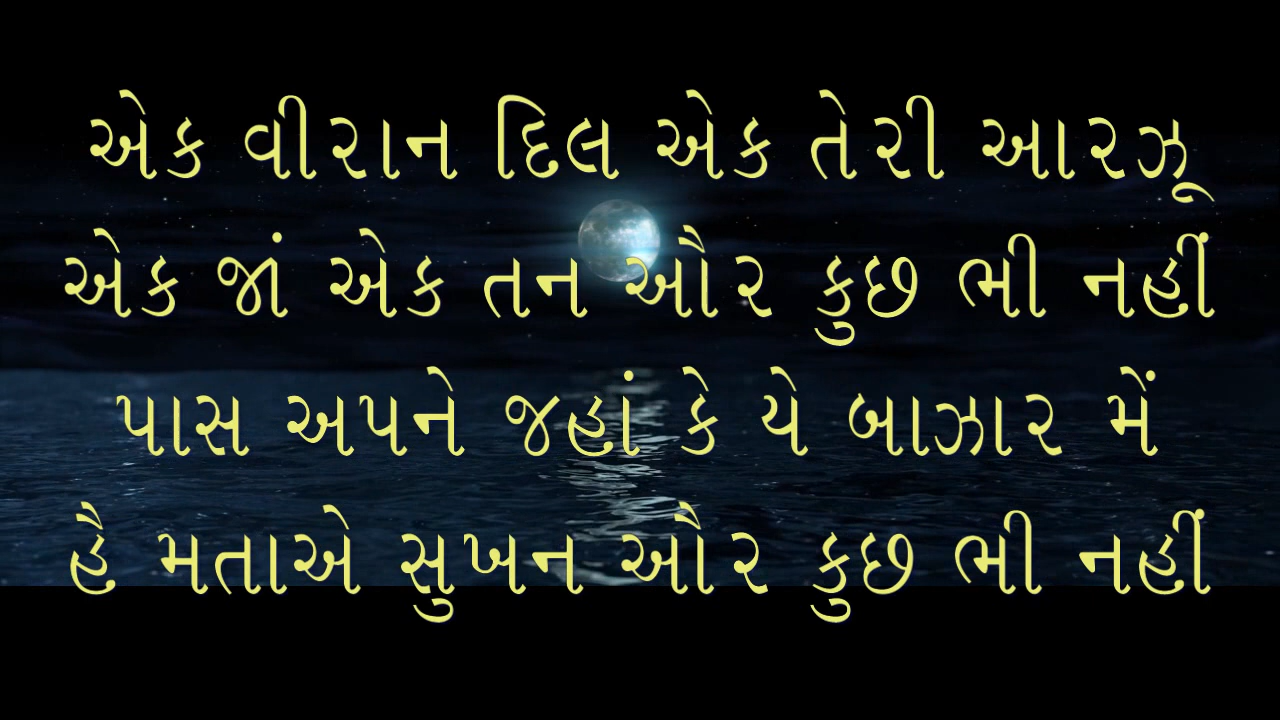 એક વીરાન દિલ એક તેરી આરઝૂ
એક જાં એક તન ઔર કુછ ભી નહીં
પાસ અપને જહાં કે યે બાઝાર મેં
હૈ મતાએ સુખન ઔર કુછ ભી નહીં